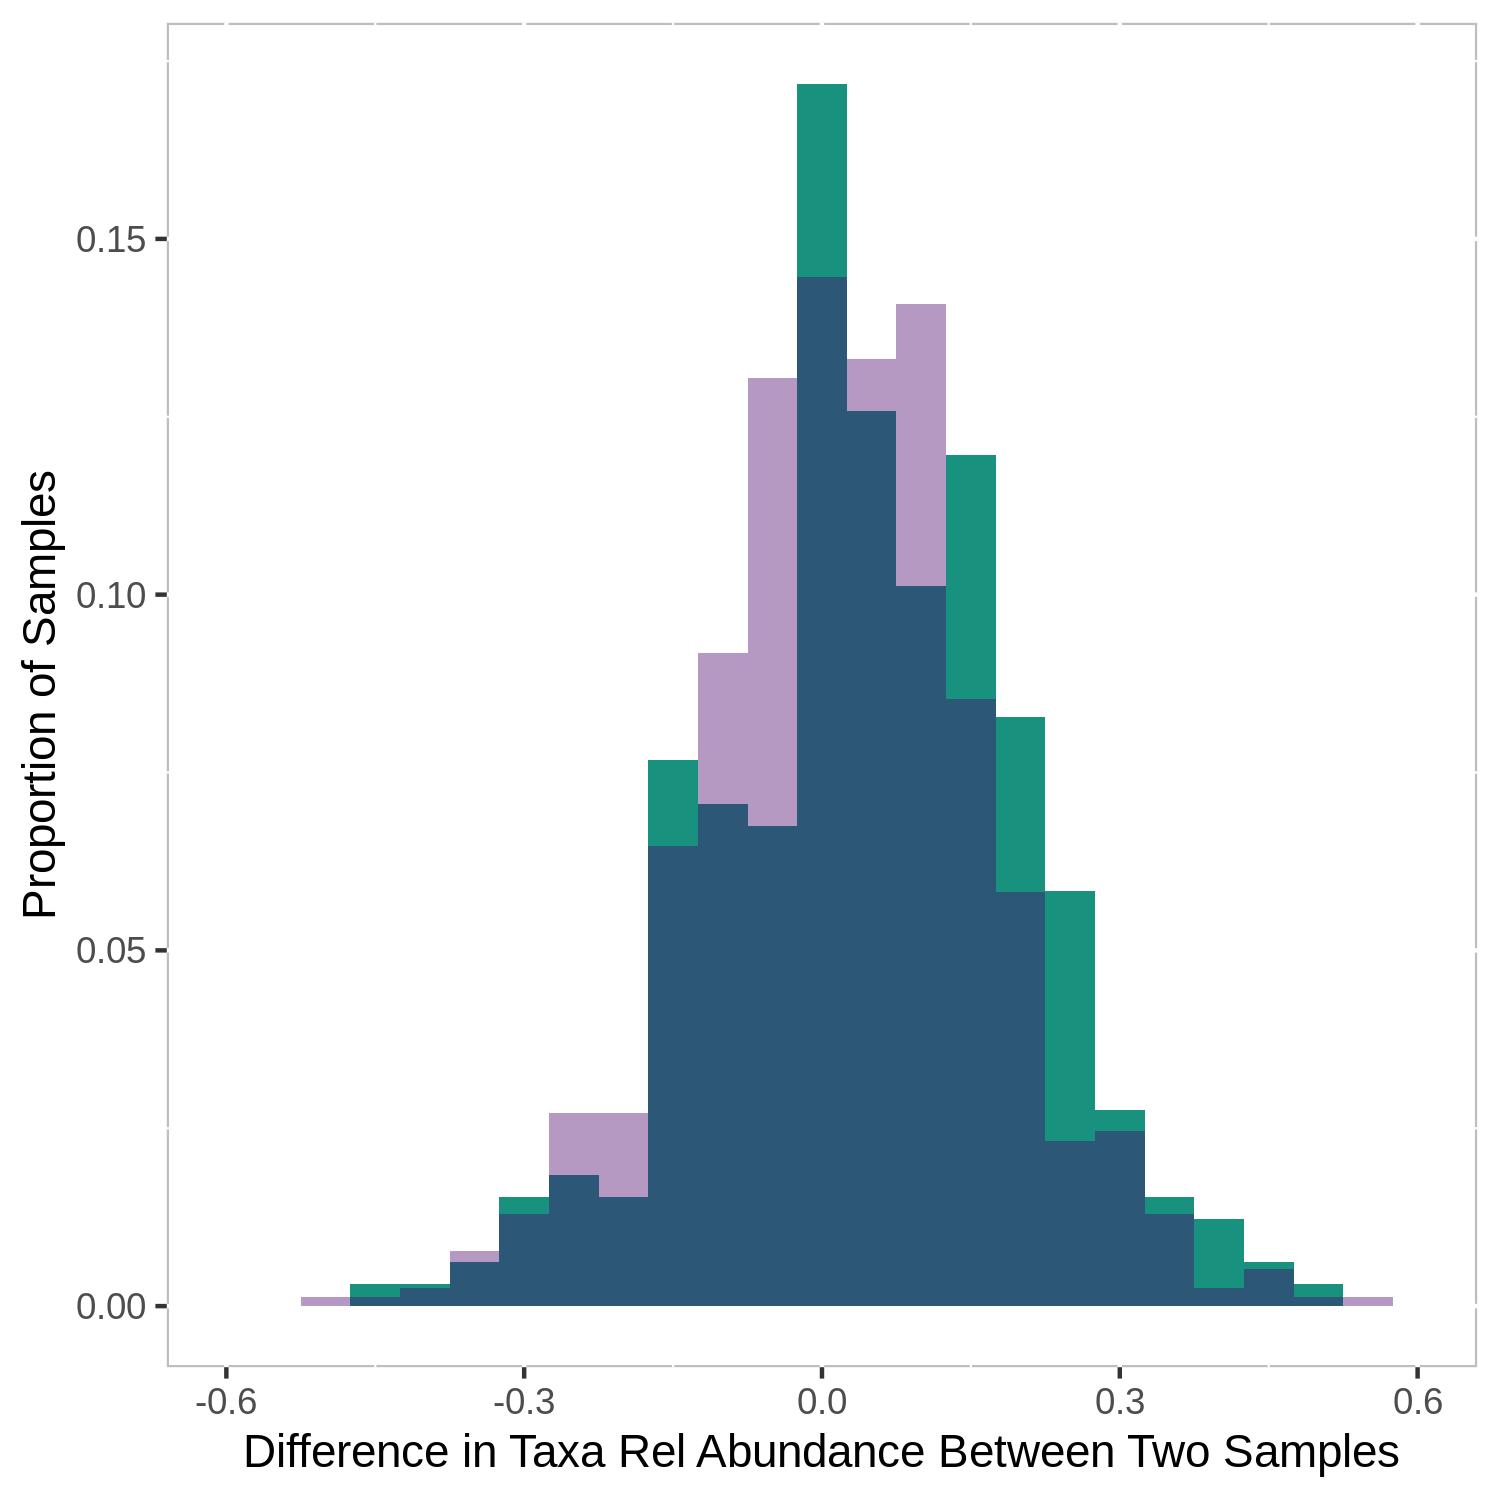 Proportion of Samples
0.15
0.10
0.05
0.00
-0.6 -0.3 0.0 0.3 0.6
Difference in Taxa Rel Abundance Between Two Samples